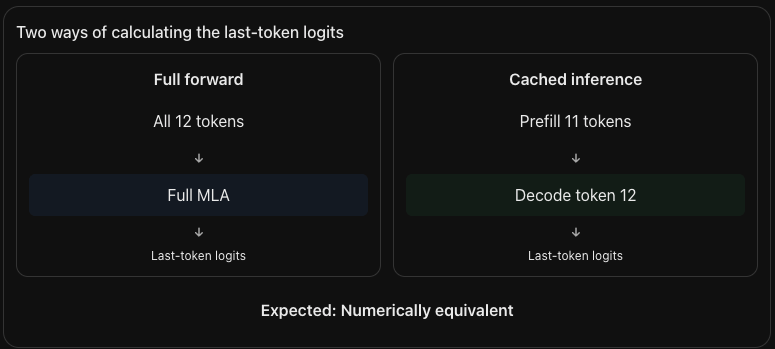 Two ways of calculating the last-token logits
Full forward
All 12 tokens
↓
Full MLA
↓
Last-token logits
Cached inference
Prefill 11 tokens
↓
Decode token 12
↓
Last-token logits
Expected: Numerically equivalent